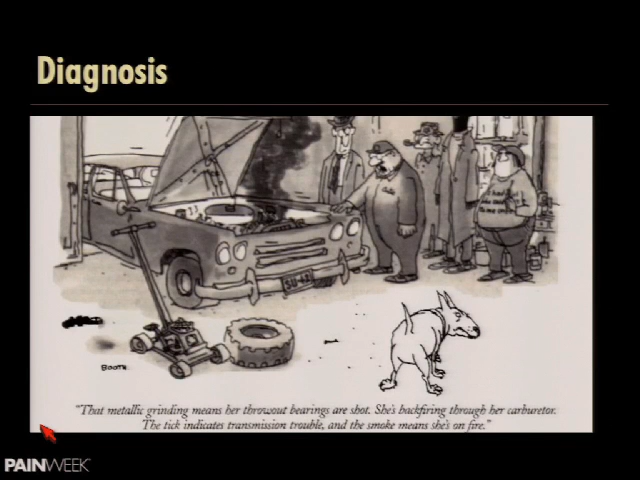 Diagnosis
BOOTH
"That metallic grinding means her throwout bearings are shot. She's backfiring through her carburetor.
The tick indicates transmission trouble, and the smoke means she's on fire."
PAINWEEK